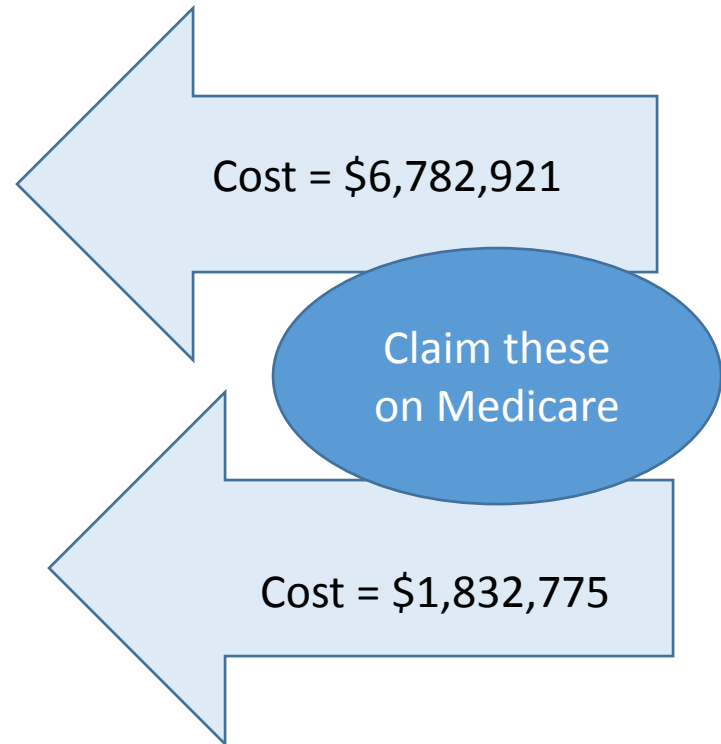 Cost = $6,782,921
Claim these
on Medicare
Cost = $1,832,775